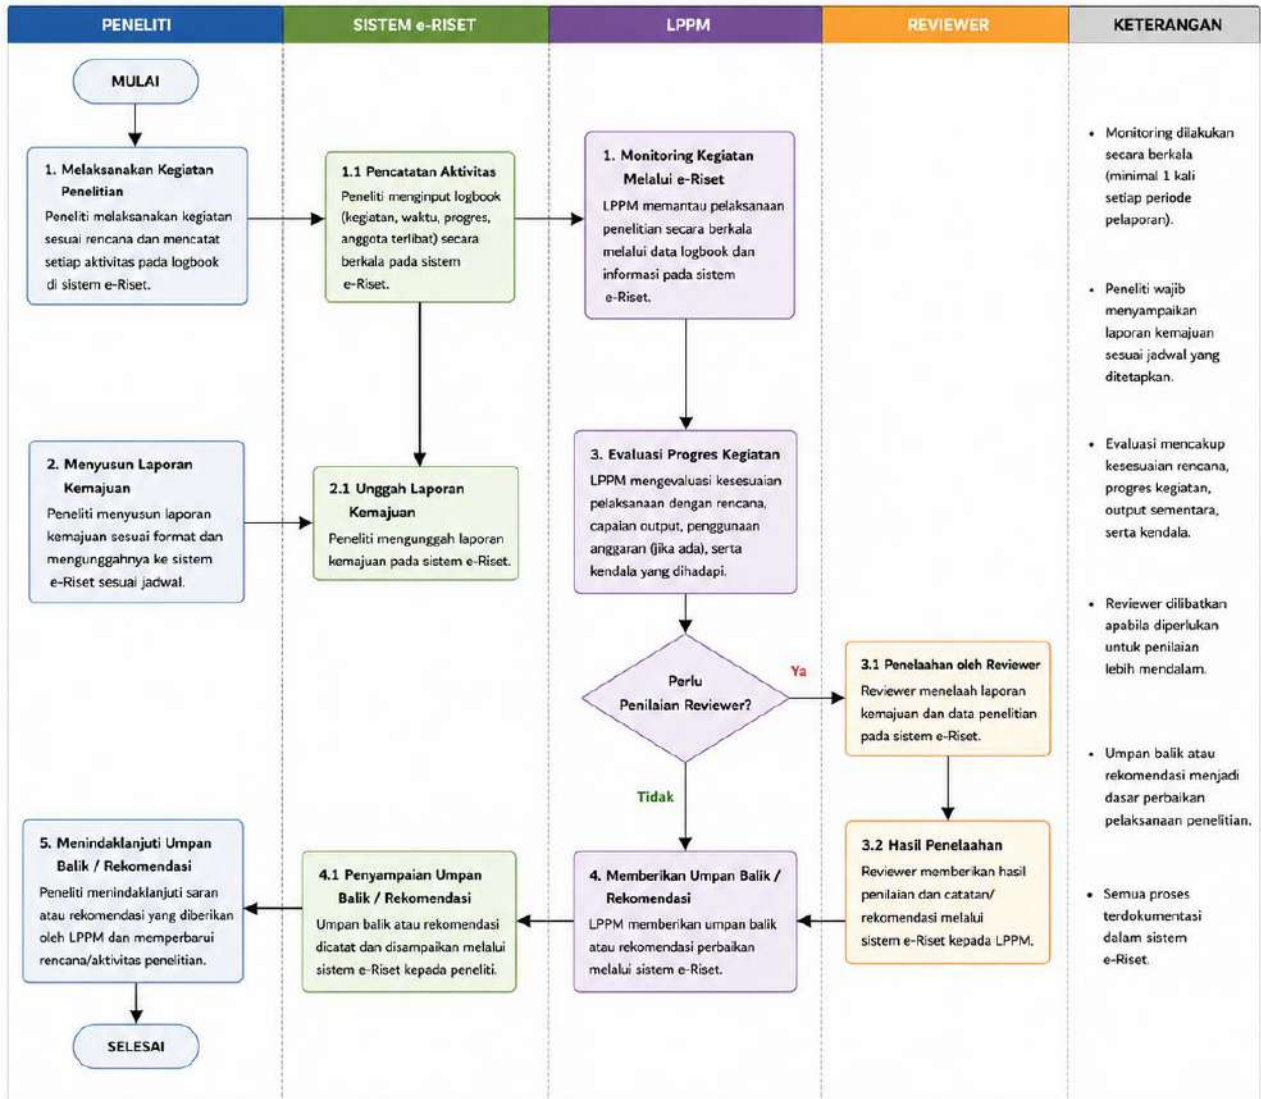 PENELITI
SISTEM e-RISET
LPPM
REVIEWER
KETERANGAN
MULAI
1. Melaksanakan Kegiatan
Penelitian
Peneliti melaksanakan kegiatan
sesuai rencana dan mencatat
setiap aktivitas pada logbook
di sistem e-Riset.
1.1 Pencatatan Aktivitas
Peneliti menginput logbook
(kegiatan, waktu, progres,
anggota terlibat) secara
berkala pada sistem
e-Riset.
1. Monitoring Kegiatan
Melalui e-Riset
LPPM memantau pelaksanaan
penelitian secara berkala
melalui data logbook dan
informasi pada sistem
e-Riset.
2. Menyusun Laporan
Kemajuan
Peneliti menyusun laporan
kemajuan sesuai format dan
mengunggahnya ke sistem
e-Riset sesuai jadwal.
2.1 Unggah Laporan
Kemajuan
Peneliti mengunggah laporan
kemajuan pada sistem e-Riset.
3. Evaluasi Progres Kegiatan
LPPM mengevaluasi kesesuaian
pelaksanaan dengan rencana,
capaian output, penggunaan
anggaran (jika ada), serta
kendala yang dihadapi.
Perlu
Penilaian Reviewer?
Ya
Tidak
3.1 Penelaahan oleh Reviewer
Reviewer menelaah laporan
kemajuan dan data penelitian
pada sistem e-Riset.
3.2 Hasil Penelaahan
Reviewer memberikan hasil
penilaian dan catatan/
rekomendasi melalui
sistem e-Riset kepada LPPM.
4. Memberikan Umpan Balik /
Rekomendasi
LPPM memberikan umpan balik
atau rekomendasi perbaikan
melalui sistem e-Riset.
4.1 Penyampaian Umpan
Balik / Rekomendasi
Umpan balik atau rekomendasi
dicatat dan disampaikan melalui
sistem e-Riset kepada peneliti.
5. Menindaklanjuti Umpan
Balik / Rekomendasi
Peneliti menindaklanjuti saran
atau rekomendasi yang diberikan
oleh LPPM dan memperbarui
rencana/aktivitas penelitian.
SELESAI
• Monitoring dilakukan
secara berkala
(minimal 1 kali
setiap periode
pelaporan).
• Peneliti wajib
menyampaikan
laporan kemajuan
sesuai jadwal yang
ditetapkan.
• Evaluasi mencakup
kesesuaian rencana,
progres kegiatan,
output sementara,
serta kendala.
• Reviewer dilibatkan
apabila diperlukan
untuk penilaian
lebih mendalam.
• Umpan balik atau
rekomendasi menjadi
dasar perbaikan
pelaksanaan penelitian.
• Semua proses
terdokumentasi
dalam sistem
e-Riset.